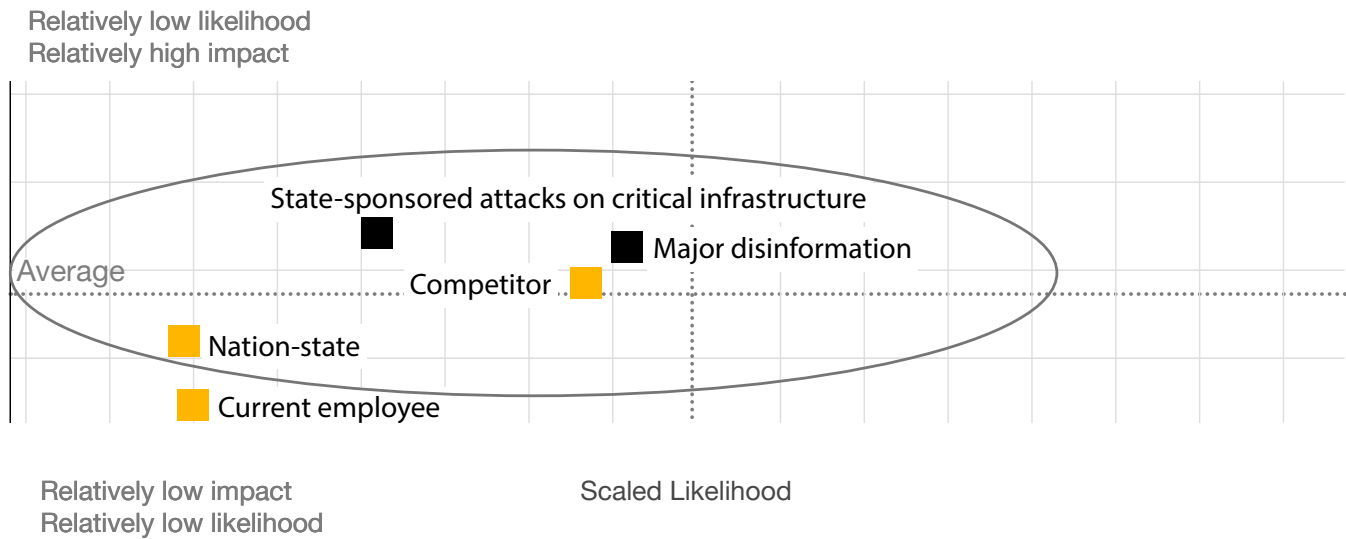 Relatively low likelihood
Relatively high impact
State-sponsored attacks on critical infrastructure
Major disinformation
Average
Competitor
Nation-state
Current employee
Relatively low impact
Scaled Likelihood
Relatively low likelihood